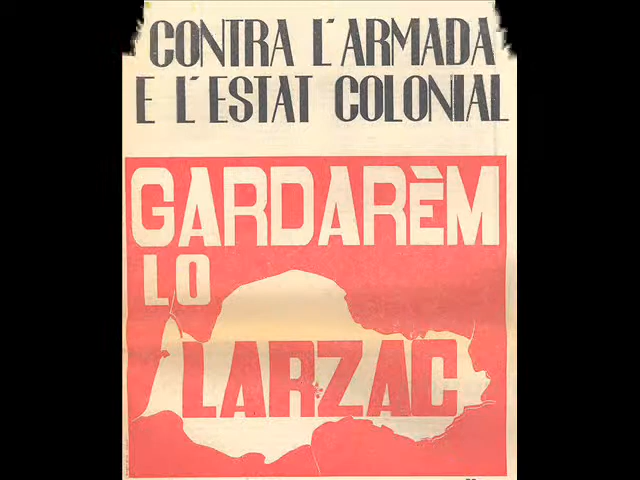 CONTRA L'ARMADA
E L'ESTAT COLONIAL
GARDARÈM
LO
LARZAC